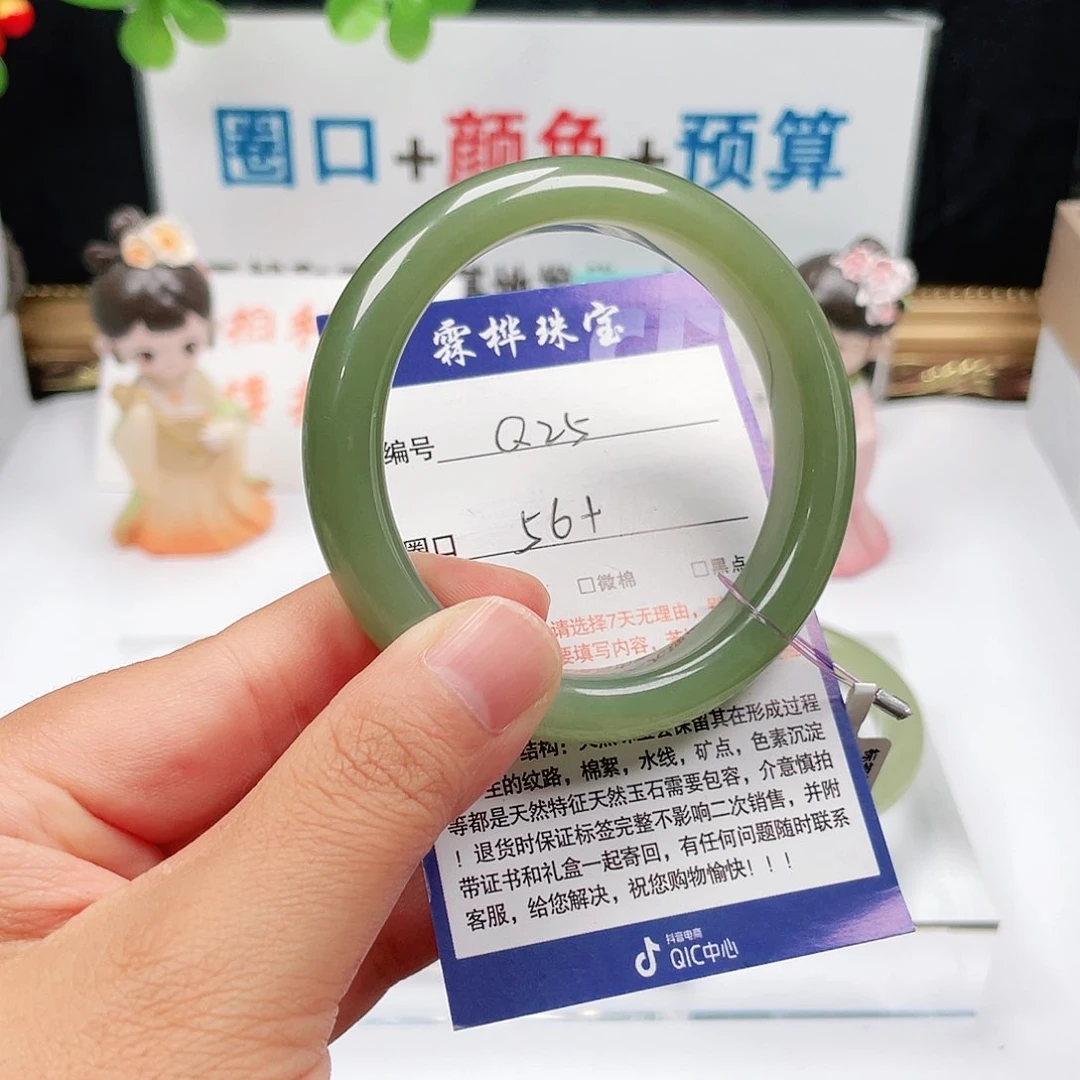 圈口+颜色+预算
霖桦珠宝
编号 Q25
圈口 56+
□微棉 □黑点
请选择7天无理由，
要填写内容，
结构：
生的纹路，棉絮，水线，矿点，色素沉淀
等都是天然特征天然玉石需要包容，介意慎拍
！退货时保证标签完整不影响二次销售，并附
带证书和礼盒一起寄回，有任何问题随时联系
客服，给您解决，祝您购物愉快！！！
抖音电商
QIC中心